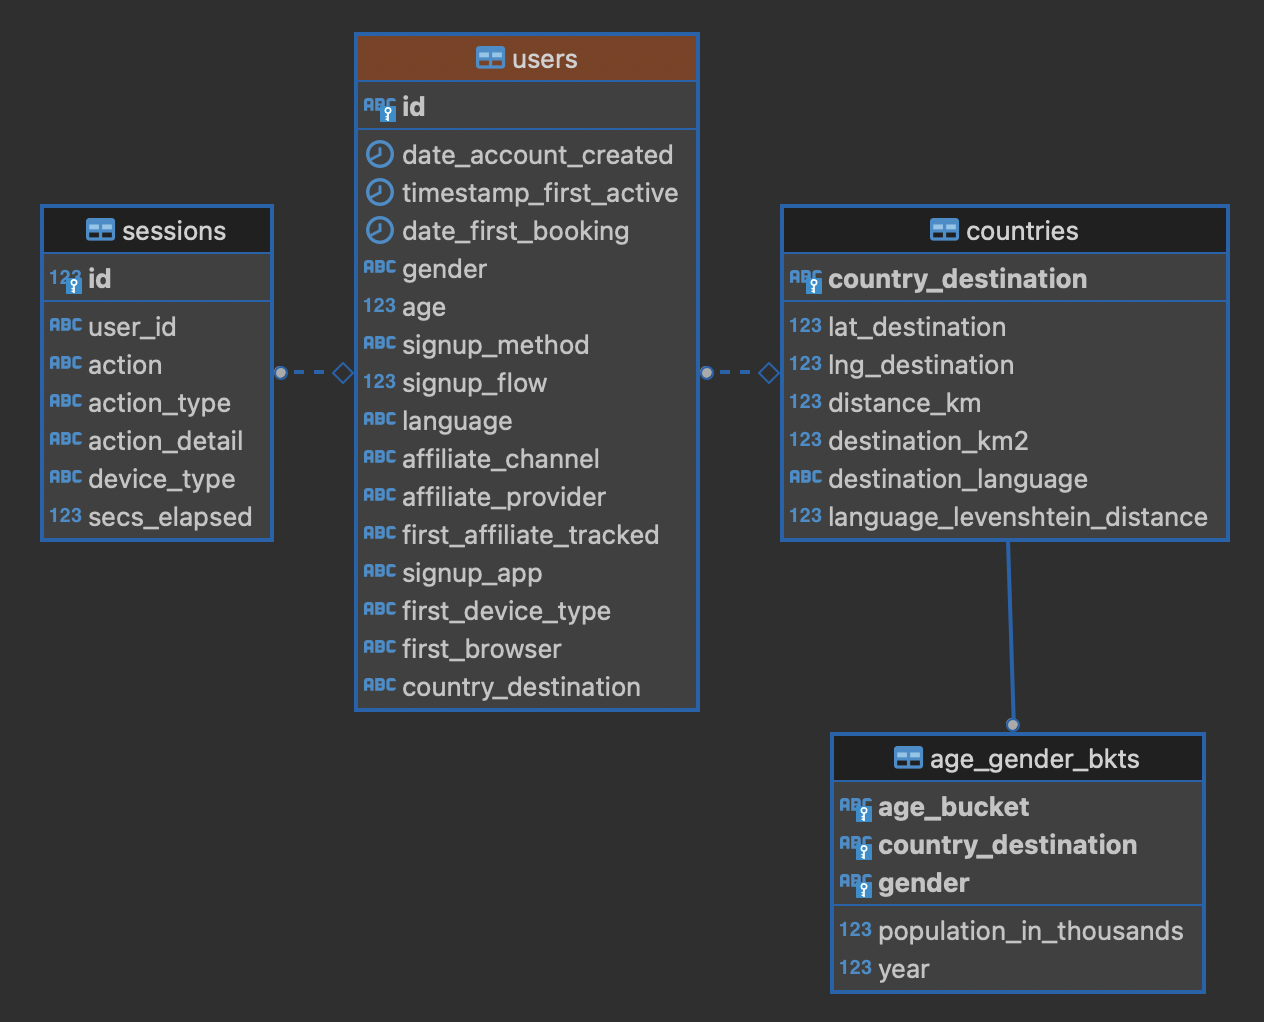 users
ABC id
date_account_created
timestamp_first_active
date_first_booking
ABC gender
123 age
ABC signup_method
123 signup_flow
ABC language
ABC affiliate_channel
ABC affiliate_provider
ABC first_affiliate_tracked
ABC signup_app
ABC first_device_type
ABC first_browser
ABC country_destination
sessions
123 id
ABC user_id
ABC action
ABC action_type
ABC action_detail
ABC device_type
123 secs_elapsed
countries
ABC country_destination
123 lat_destination
123 lng_destination
123 distance_km
123 destination_km2
ABC destination_language
123 language_levenshtein_distance
age_gender_bkts
ABC age_bucket
ABC country_destination
ABC gender
123 population_in_thousands
123 year